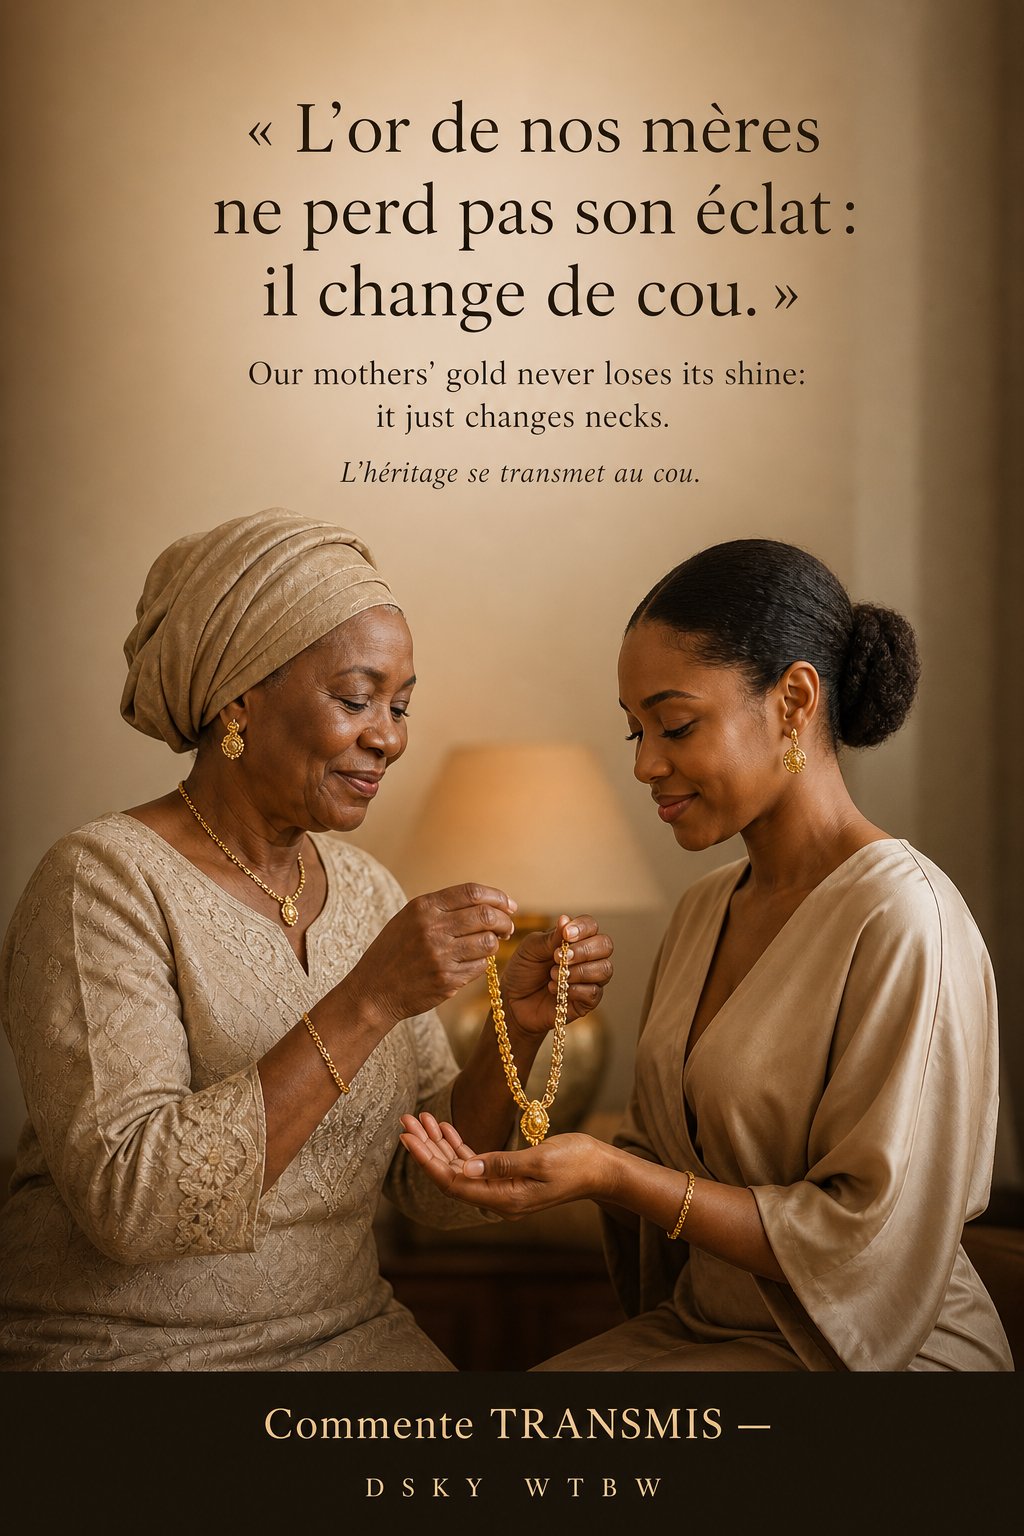 « L’or de nos mères
ne perd pas son éclat :
il change de cou. »
Our mothers’ gold never loses its shine:
it just changes necks.
L’héritage se transmet au cou.
Commente TRANSMIS —
DSKY WTBW